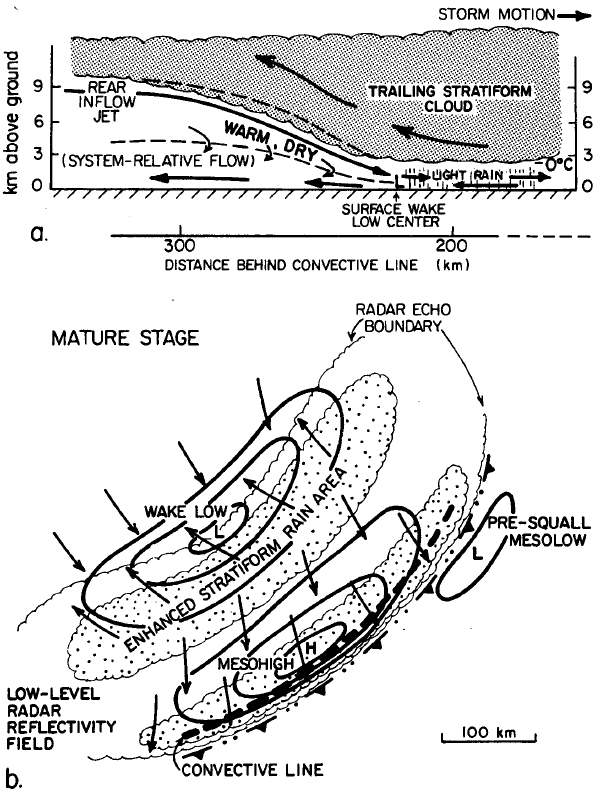 STORM MOTION
km above ground
9
6
3
0
9
6
3
0
REAR
INFLOW
JET
TRAILING STRATIFORM
CLOUD
WARM, DRY
(SYSTEM-RELATIVE FLOW)
0°C
LIGHT RAIN
L
SURFACE WAKE
LOW CENTER
a.
300
200
DISTANCE BEHIND CONVECTIVE LINE (km)
MATURE STAGE
RADAR ECHO
BOUNDARY
WAKE LOW
L
ENHANCED STRATIFORM RAIN AREA
PRE-SQUALL
MESOLOW
L
MESOHIGH
H
LOW-LEVEL
RADAR
REFLECTIVITY
FIELD
100 km
CONVECTIVE LINE
b.